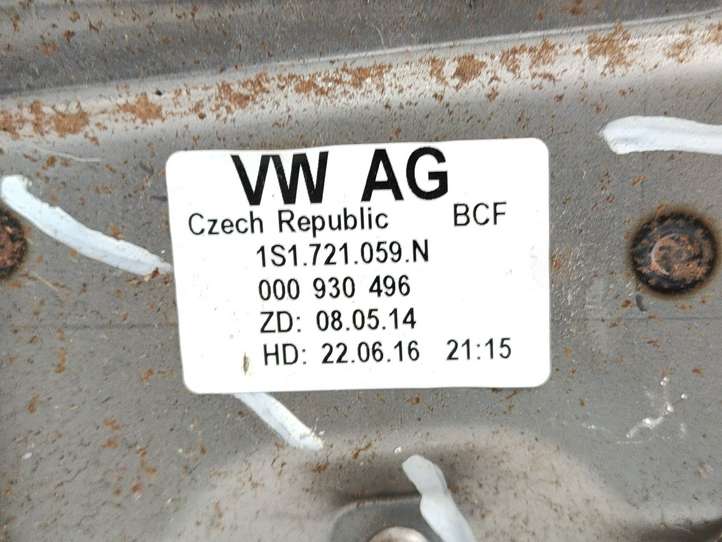 VW AG
Czech Republic BCF
1S1.721.059.N
000 930 496
ZD: 08.05.14
HD: 22.06.16 21:15